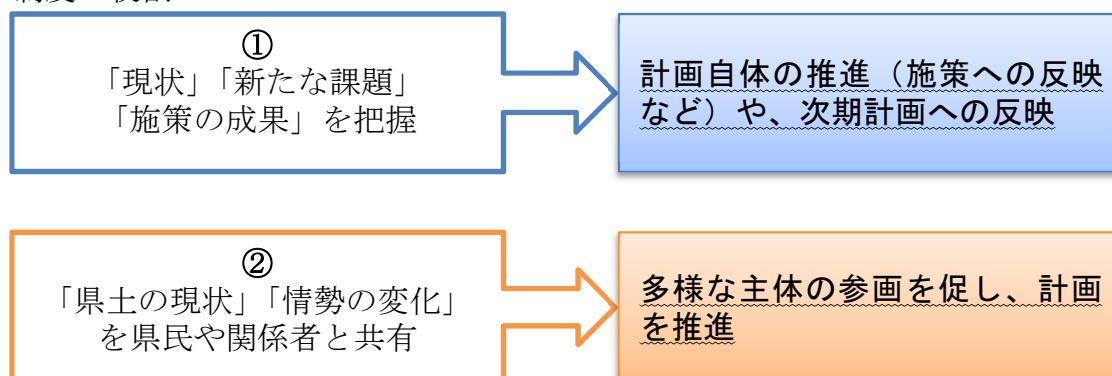 ①
「現状」「新たな課題」
「施策の成果」を把握
計画自体の推進（施策への反映
など）や、次期計画への反映
②
「県土の現状」「情勢の変化」
を県民や関係者と共有
多様な主体の参画を促し、計画
を推進